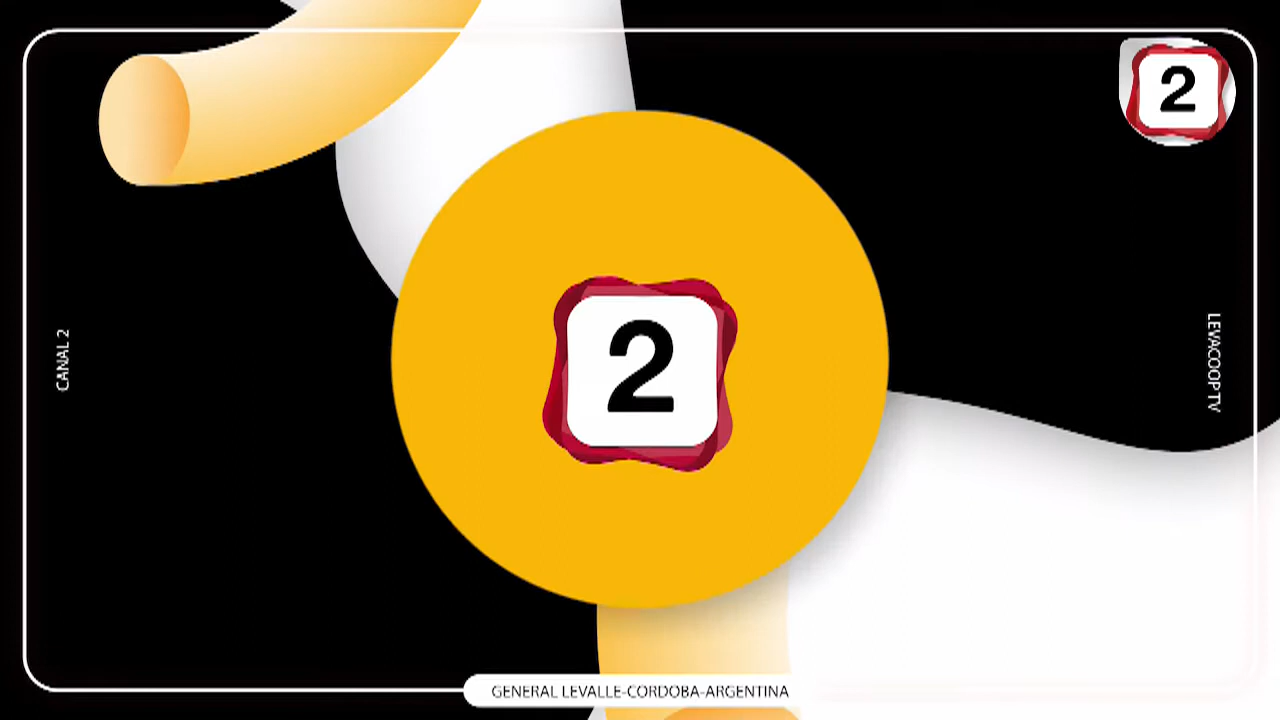 2
CANAL 2
2
LEVACOOPTV
GENERAL LEVALLE-CORDOBA-ARGENTINA